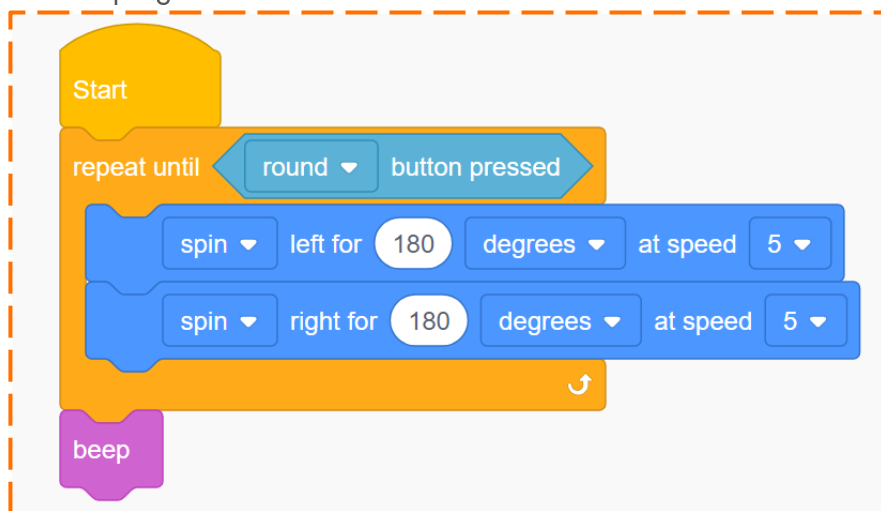 Start
repeat until round button pressed
spin left for 180 degrees at speed 5
spin right for 180 degrees at speed 5
beep